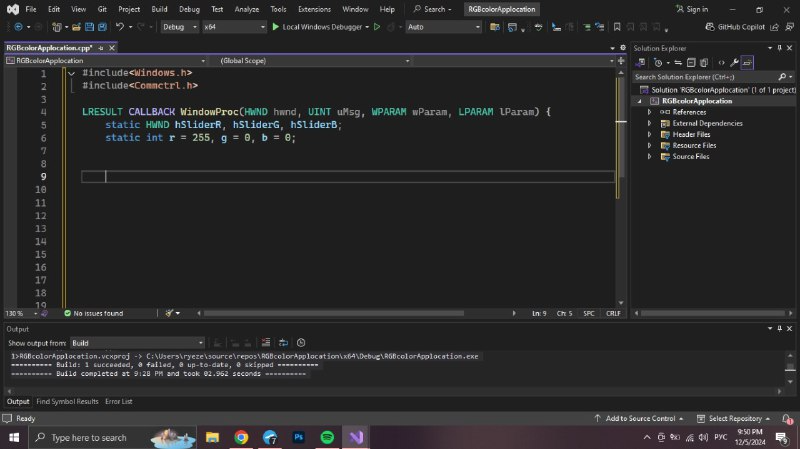 File Edit View Git Project Build Debug Test Analyze Tools Extensions Window Help Search RGBcolorApplocation Sign in
Debug x64 Local Windows Debugger Auto GitHub Copilot
RGBcolorApplocation.cpp* Solution Explorer
RGBcolorApplocation (Global Scope)
Search Solution Explorer (Ctrl+;)
1 #include<Windows.h>
2 #include<Commctrl.h>
3
4 LRESULT CALLBACK WindowProc(HWND hwnd, UINT uMsg, WPARAM wParam, LPARAM lParam) {
5 static HWND hSliderR, hSliderG, hSliderB;
6 static int r = 255, g = 0, b = 0;
7
8
9
10
11
12
13
14
15
16
17
18
19
Solution 'RGBcolorApplocation' (1 of 1 project)
RGBcolorApplocation
References
External Dependencies
Header Files
Resource Files
Source Files
130 % No issues found Ln: 9 Ch: 5 SPC CRLF
Output
Show output from: Build
1>RGBcolorApplocation.vcxproj -> C:\Users\ryeze\source\repos\RGBcolorApplocation\x64\Debug\RGBcolorApplocation.exe
========== Build: 1 succeeded, 0 failed, 0 up-to-date, 0 skipped ==========
========== Build completed at 9:28 PM and took 02.962 seconds ==========
Output Find Symbol Results Error List
Ready Add to Source Control Select Repository
Type here to search Ps РУС 9:50 PM
12/5/2024